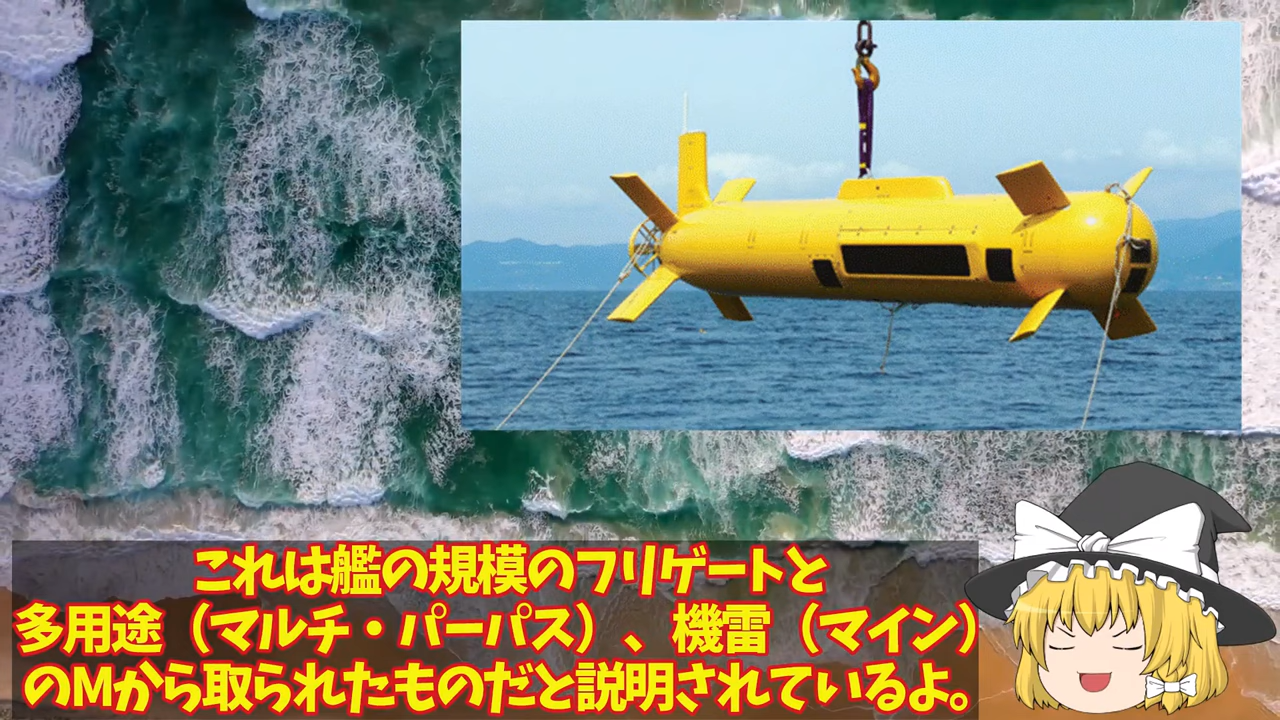 これは艦の規模のフリゲートと
多用途（マルチ・パーパス）、機雷（マイン）
のMから取られたものだと説明されているよ。